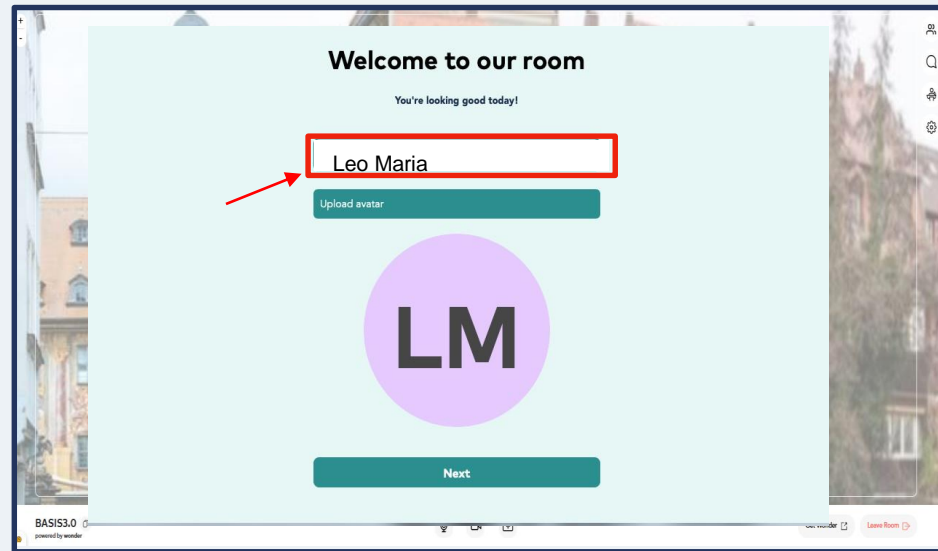 +
-
Welcome to our room
You're looking good today!
Leo Maria
Upload avatar
LM
Next
BASIS3.0
powered by wonder
Leave Room